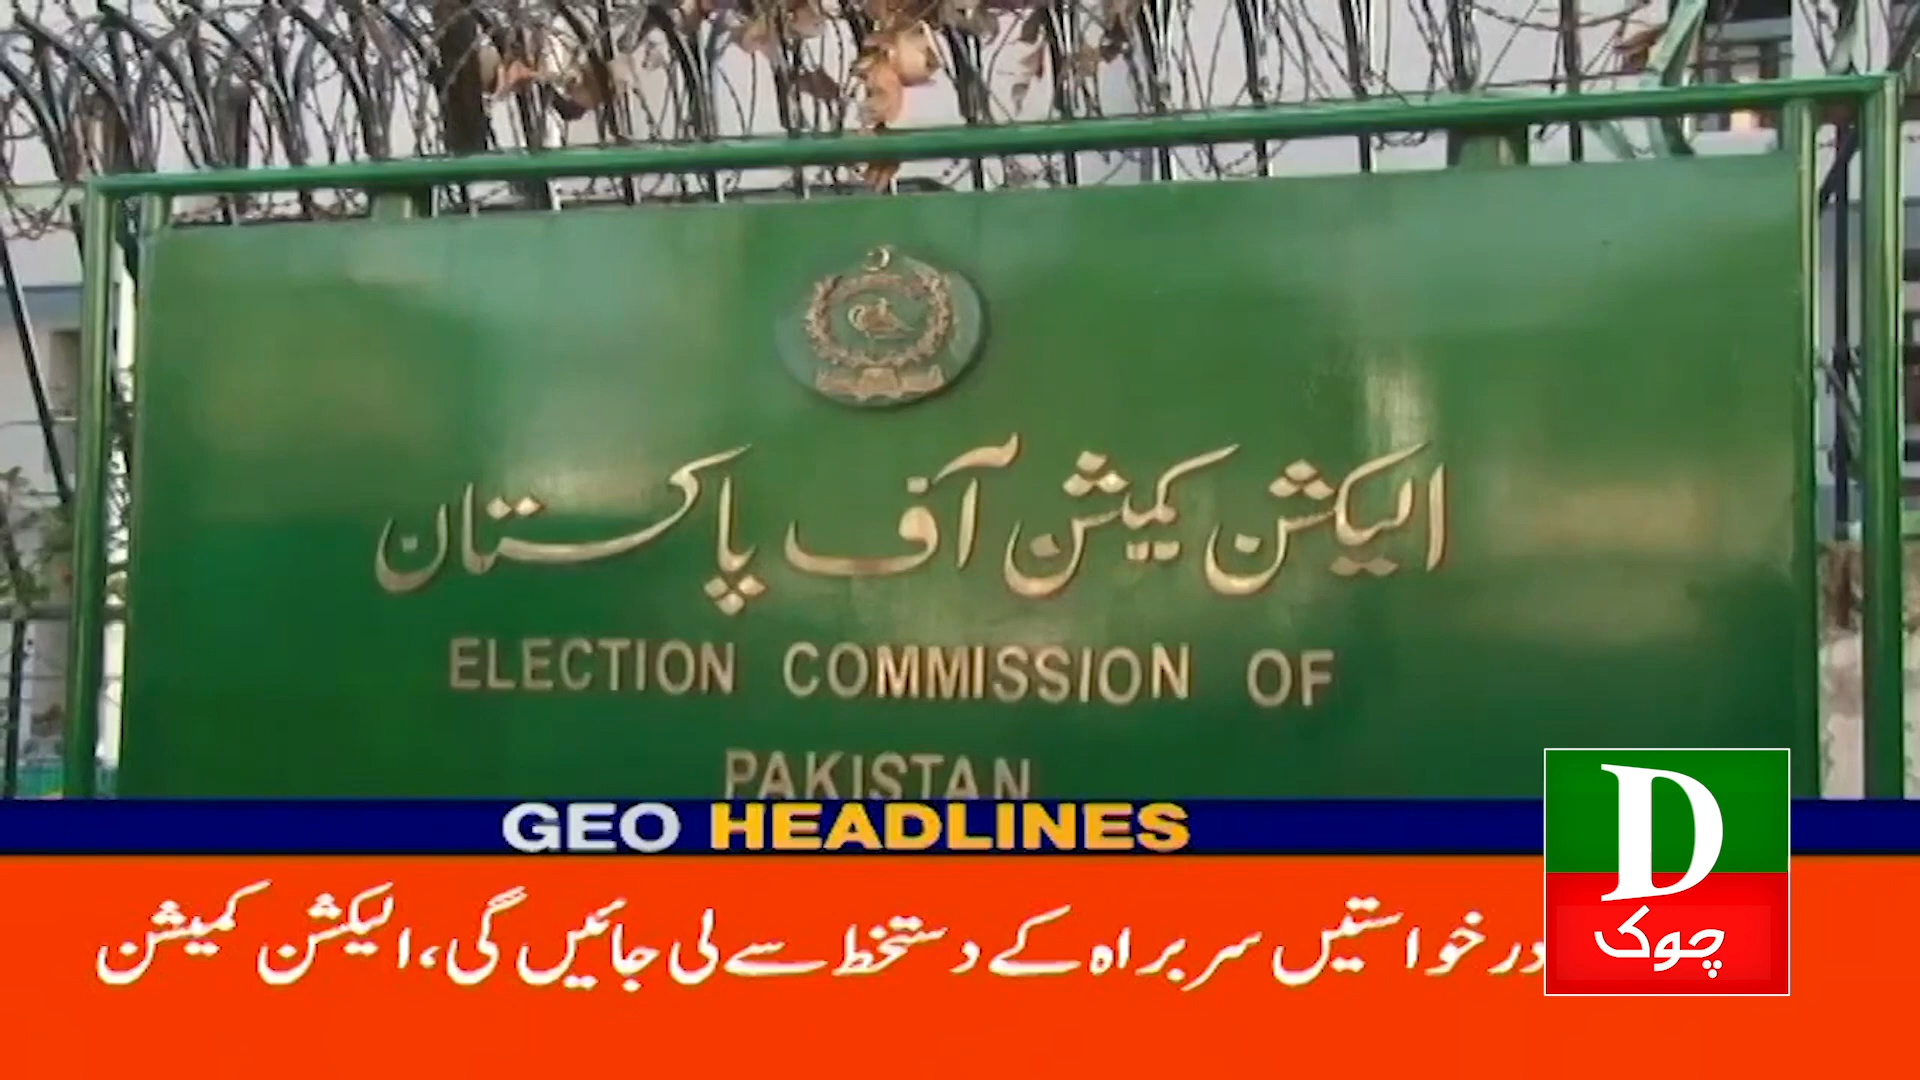 الیکشن کمیشن آف پاکستان
ELECTION COMMISSION OF
PAKISTAN
GEO HEADLINES
درخواستیں سربراہ کے دستخط سے لی جائیں گی، الیکشن کمیشن
D
چوک